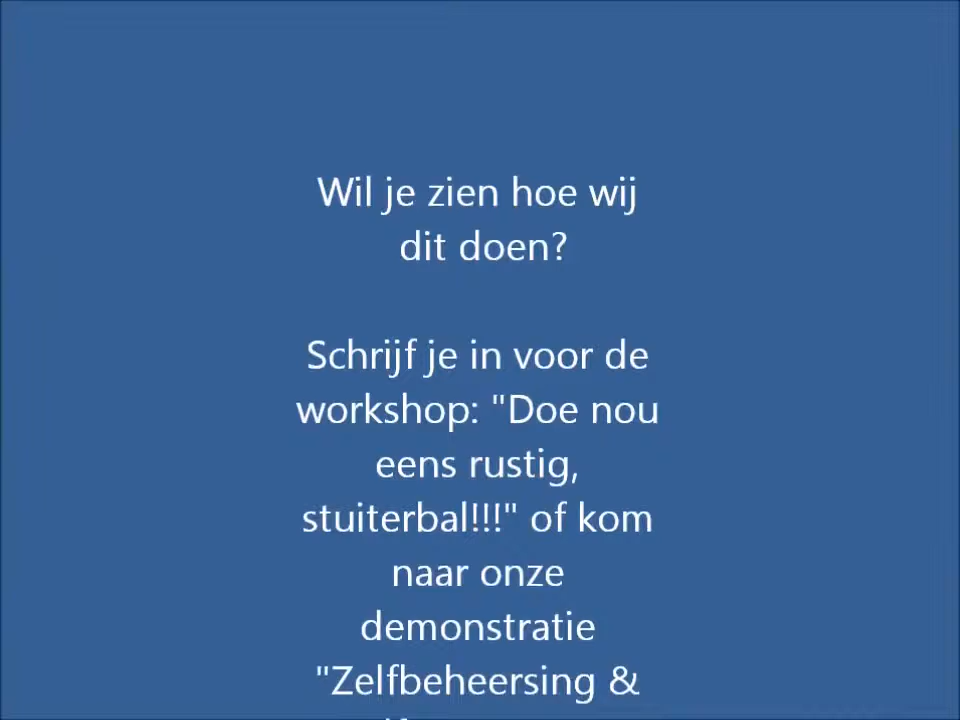 Wil je zien hoe wij
dit doen?
Schrijf je in voor de
workshop: "Doe nou
eens rustig,
stuiterbal!!!" of kom
naar onze
demonstratie
"Zelfbeheersing &